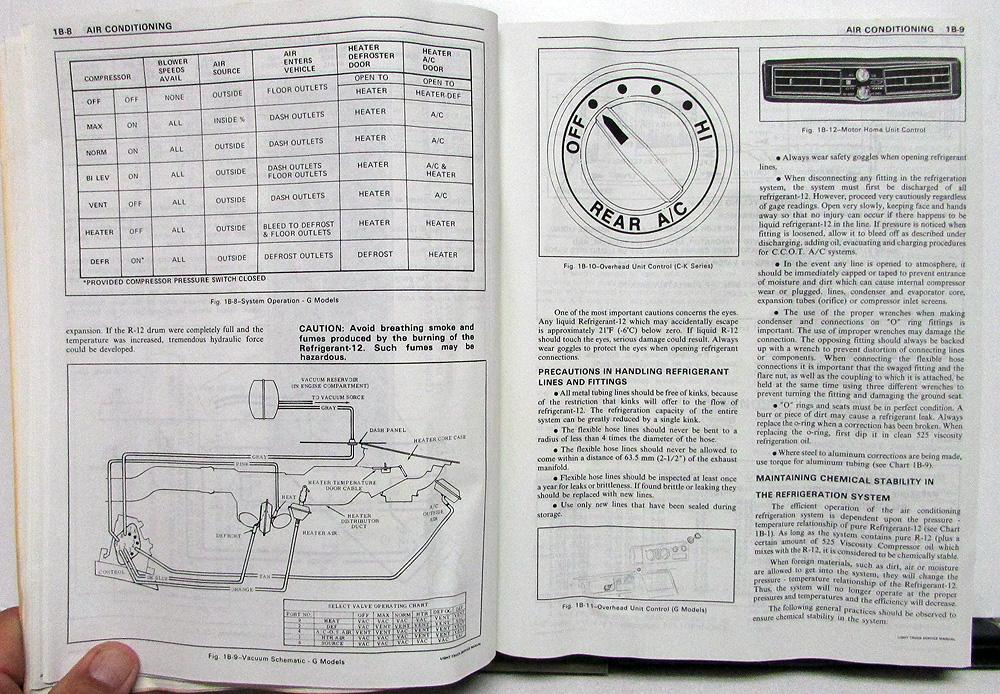 1B-8 AIR CONDITIONING
COMPRESSOR
BLOWER SPEEDS AVAIL
AIR SOURCE
AIR ENTERS VEHICLE
HEATER DEFROSTER DOOR
HEATER A/C DOOR
OPEN TO OPEN TO
OFF OFF NONE OUTSIDE FLOOR OUTLETS HEATER HEATER-DEF
MAX ON ALL INSIDE % DASH OUTLETS HEATER A/C
NORM ON ALL OUTSIDE DASH OUTLETS HEATER A/C
BI LEV ON ALL OUTSIDE DASH OUTLETS FLOOR OUTLETS HEATER A/C & HEATER
VENT OFF ALL OUTSIDE DASH OUTLETS HEATER A/C
HEATER OFF ALL OUTSIDE BLEED TO DEFROST & FLOOR OUTLETS HEATER HEATER
DEFR ON* ALL OUTSIDE DEFROST OUTLETS DEFROST HEATER
*PROVIDED COMPRESSOR PRESSURE SWITCH CLOSED
Fig. 1B-8–System Operation - G Models
expansion. If the R-12 drum were completely full and the
temperature was increased, tremendous hydraulic force
could be developed.
CAUTION: Avoid breathing smoke and
fumes produced by the burning of the
Refrigerant-12. Such fumes may be
hazardous.
VACUUM RESERVOIR
(IN ENGINE COMPARTMENT)
TO VACUUM SORCE
GRAY
DASH PANEL
HEATER CORE CASE
GRAY
PINK
HEATER TEMPERATURE
DOOR CABLE
HEAT
HEATER
DISTRIBUTOR
DUCT
A/C
OUTSIDE
AIR
DEFROST
HEATER AIR
CONTROL
TAN
ORANGE
SELECT VALVE OPERATING CHART
PORT NO. OFF MAX NORM
HEAT
DEF
HTR AIR
SOURCE
Fig. 1B-9–Vacuum Schematic - G Models
LIGHT TRUCK SERVICE MANUAL
AIR CONDITIONING 1B-9
OFF
HI
REAR A/C
Fig. 1B-10–Overhead Unit Control (C-K Series)
One of the most important cautions concerns the eyes.
Any liquid Refrigerant-12 which may accidentally escape
is approximately 21°F (-6°C) below zero. If liquid R-12
should touch the eyes, serious damage could result. Always
wear goggles to protect the eyes when opening refrigerant
connections.
PRECAUTIONS IN HANDLING REFRIGERANT
LINES AND FITTINGS
● All metal tubing lines should be free of kinks, because
of the restriction that kinks will offer to the flow of
refrigerant-12. The refrigeration capacity of the entire
system can be greatly reduced by a single kink.
● The flexible hose lines should never be bent to a
radius of less than 4 times the diameter of the hose.
● The flexible hose lines should never be allowed to
come within a distance of 63.5 mm (2-1/2") of the exhaust
manifold.
● Flexible hose lines should be inspected at least once
a year for leaks or brittleness. If found brittle or leaking they
should be replaced with new lines.
● Use only new lines that have been sealed during
storage.
Fig. 1B-11–Overhead Unit Control (G Models)
Fig. 1B-12–Motor Home Unit Control
● Always wear safety goggles when opening refrigerant
lines.
● When disconnecting any fitting in the refrigeration
system, the system must first be discharged of all
refrigerant-12. However, proceed very cautiously regardless
of gage readings. Open very slowly, keeping face and hands
away so that no injury can occur if there happens to be
liquid refrigerant-12 in the line. If pressure is noticed when
fitting is loosened, allow it to bleed off as described under
discharging, adding oil, evacuating and charging procedures
for C.C.O.T. A/C systems.
● In the event any line is opened to atmosphere, it
should be immediately capped or taped to prevent entrance
of moisture and dirt which can cause internal compressor
wear or plugged. lines, condenser and evaporator core,
expansion tubes (orifice) or compressor inlet screens.
● The use of the proper wrenches when making
condenser and connections on "O" ring fittings is
important. The use of improper wrenches may damage the
connection. The opposing fitting should always be backed
up with a wrench to prevent distortion of connecting lines
or components. When connecting the flexible hose
connections it is important that the swaged fitting and the
flare nut, as well as the coupling to which it is attached, be
held at the same time using three different wrenches to
prevent turning the fitting and damaging the ground seat.
● "O" rings and seats must be in perfect condition. A
burr or piece of dirt may cause a refrigerant leak. Always
replace the o-ring when a correction has been broken. When
replacing the o-ring, first dip it in clean 525 viscosity
refrigeration oil.
● Where steel to aluminum corrections are being made,
use torque for aluminum tubing (see Chart 1B-9).
MAINTAINING CHEMICAL STABILITY IN
THE REFRIGERATION SYSTEM
The efficient operation of the air conditioning
refrigeration system is dependent upon the pressure -
temperature relationship of pure Refrigerant-12 (see Chart
1B-1). As long as the system contains pure R-12 (plus a
certain amount of 525 Viscosity Compressor oil which
mixes with the R-12, it is considered to be chemically stable.
When foreign materials, such as dirt, air or moisture
are allowed to get into the system, they will change the
pressure - temperature relationship of the Refrigerant-12.
Thus, the system will no longer operate at the proper
pressures and temperatures and the efficiency will decrease.
The following general practices should be observed to
ensure chemical stability in the system.
LIGHT TRUCK SERVICE MANUAL